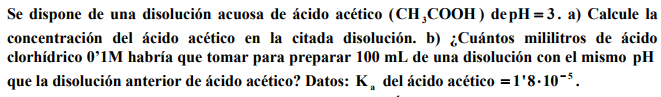 Se dispone de una disolución acuosa de ácido acético (CH₃COOH) de pH = 3. a) Calcule la
concentración del ácido acético en la citada disolución. b) ¿Cuántos mililitros de ácido
clorhídrico 0’1M habría que tomar para preparar 100 mL de una disolución con el mismo pH
que la disolución anterior de ácido acético? Datos: Kₐ del ácido acético = 1'8·10⁻⁵.